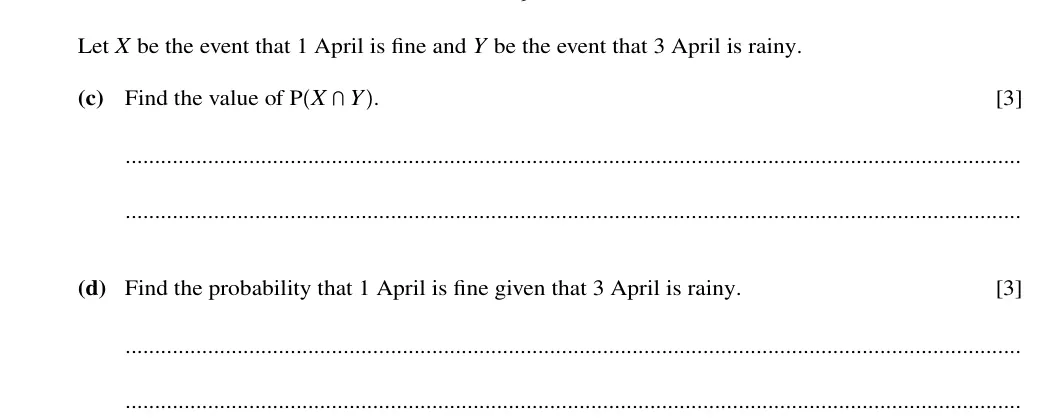 Let X be the event that 1 April is fine and Y be the event that 3 April is rainy.
(c) Find the value of P(X ∩ Y). [3]
(d) Find the probability that 1 April is fine given that 3 April is rainy. [3]